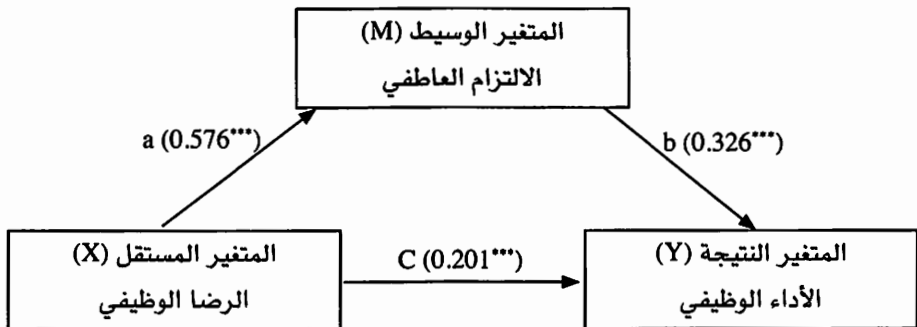 المتغير الوسيط (M)
الالتزام العاطفي
a (0.576***)
b (0.326***)
المتغير المستقل (X)
الرضا الوظيفي
C (0.201***)
المتغير النتيجة (Y)
الأداء الوظيفي